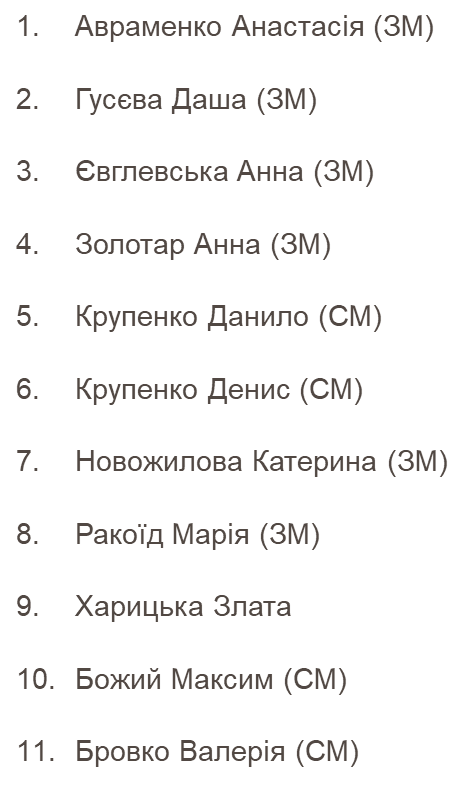 1. Авраменко Анастасія (ЗМ)
2. Гусєва Даша (ЗМ)
3. Євглевська Анна (ЗМ)
4. Золотар Анна (ЗМ)
5. Крупенко Данило (СМ)
6. Крупенко Денис (СМ)
7. Новожилова Катерина (ЗМ)
8. Ракоїд Марія (ЗМ)
9. Харицька Злата
10. Божий Максим (СМ)
11. Бровко Валерія (СМ)